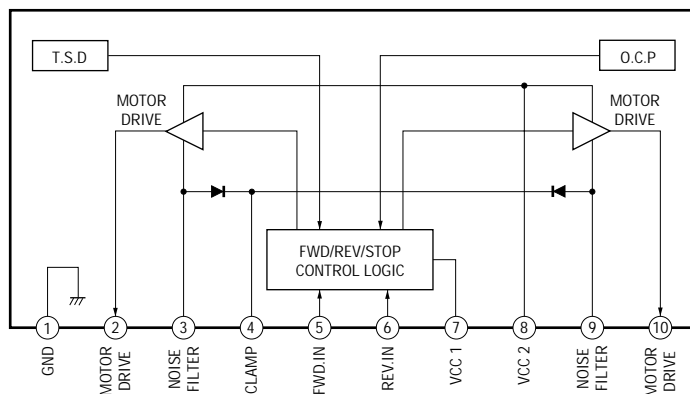 T.S.D
O.C.P
MOTOR
DRIVE
MOTOR
DRIVE
FWD/REV/STOP
CONTROL LOGIC
1
2
3
4
5
6
7
8
9
10
GND
MOTOR
DRIVE
NOISE
FILTER
CLAMP
FWD.IN
REV.IN
VCC 1
VCC 2
NOISE
FILTER
MOTOR
DRIVE